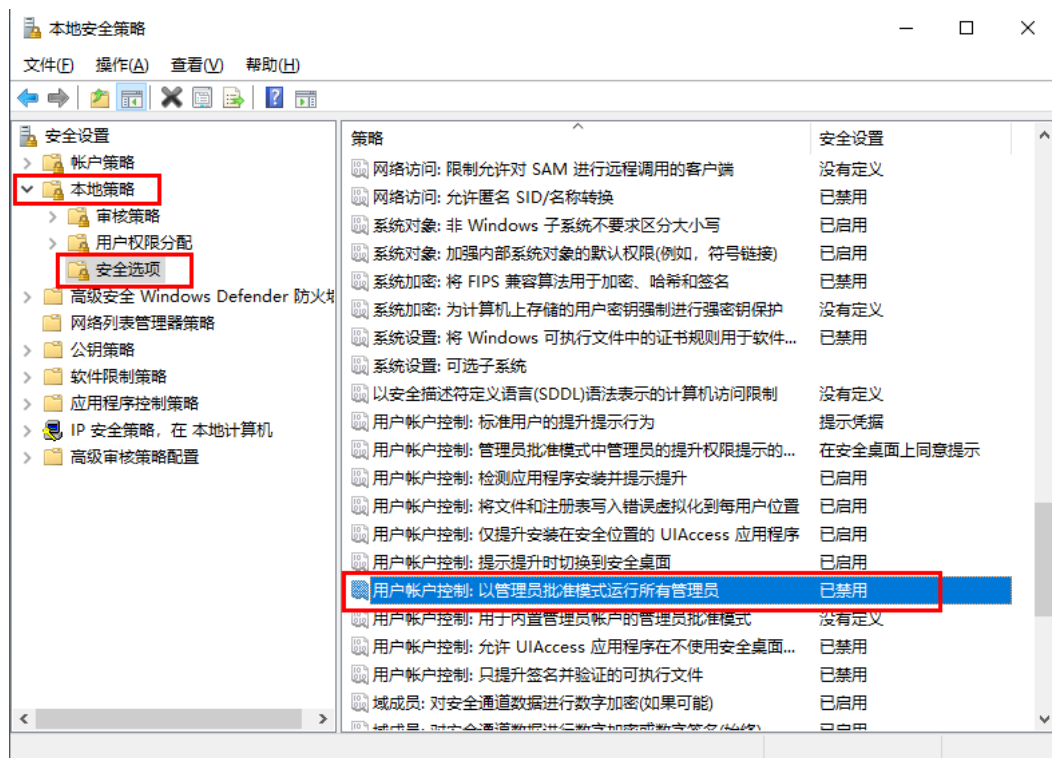 本地安全策略
文件(F) 操作(A) 查看(V) 帮助(H)
安全设置
帐户策略
本地策略
审核策略
用户权限分配
安全选项
高级安全 Windows Defender 防火墙
网络列表管理器策略
公钥策略
软件限制策略
应用程序控制策略
IP 安全策略，在 本地计算机
高级审核策略配置
策略 安全设置
网络访问: 限制允许对 SAM 进行远程调用的客户端 没有定义
网络访问: 允许匿名 SID/名称转换 已禁用
系统对象: 非 Windows 子系统不要求区分大小写 已启用
系统对象: 加强内部系统对象的默认权限(例如，符号链接) 已启用
系统加密: 将 FIPS 兼容算法用于加密、哈希和签名 已禁用
系统加密: 为计算机上存储的用户密钥强制进行强密钥保护 没有定义
系统设置: 将 Windows 可执行文件中的证书规则用于软件... 已禁用
系统设置: 可选子系统
以安全描述符定义语言(SDDL)语法表示的计算机访问限制 没有定义
用户帐户控制: 标准用户的提升提示行为 提示凭据
用户帐户控制: 管理员批准模式中管理员的提升权限提示的... 在安全桌面上同意提示
用户帐户控制: 检测应用程序安装并提示提升 已启用
用户帐户控制: 将文件和注册表写入错误虚拟化到每用户位置 已启用
用户帐户控制: 仅提升安装在安全位置的 UIAccess 应用程序 已启用
用户帐户控制: 提示提升时切换到安全桌面 已启用
用户帐户控制: 以管理员批准模式运行所有管理员 已禁用
用户帐户控制: 用于内置管理员帐户的管理员批准模式 没有定义
用户帐户控制: 允许 UIAccess 应用程序在不使用安全桌面... 已禁用
用户帐户控制: 只提升签名并验证的可执行文件 已禁用
域成员: 对安全通道数据进行数字加密(如果可能) 已启用
域成员: 对安全通道数据进行数字加密或数字签名(始终) 已启用